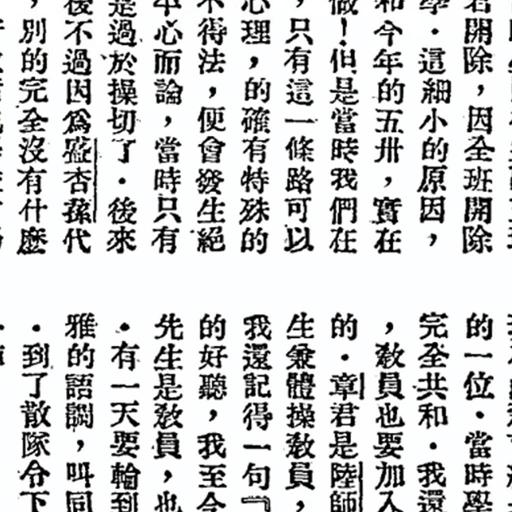 君開除，因全班開除
學．這細小的原因，
和今年的五卅，實在
做！但是當時我們在
，只有這一條路可以
心理，的確有特殊的
不得法，便會發生絕
平心而論，當時只有
是過於操切了．後來
後不過因爲盛杏蓀代
，別的完全沒有什麽
的一位．當時學
完全共和．我還
，敎員也要加入
的．章君是陸師
生兼體操敎員，
我還記得一句『
的好聽，我至今
先生是敎員，也
．有一天要輪到
雅的語調，叫同
．到了散隊令下